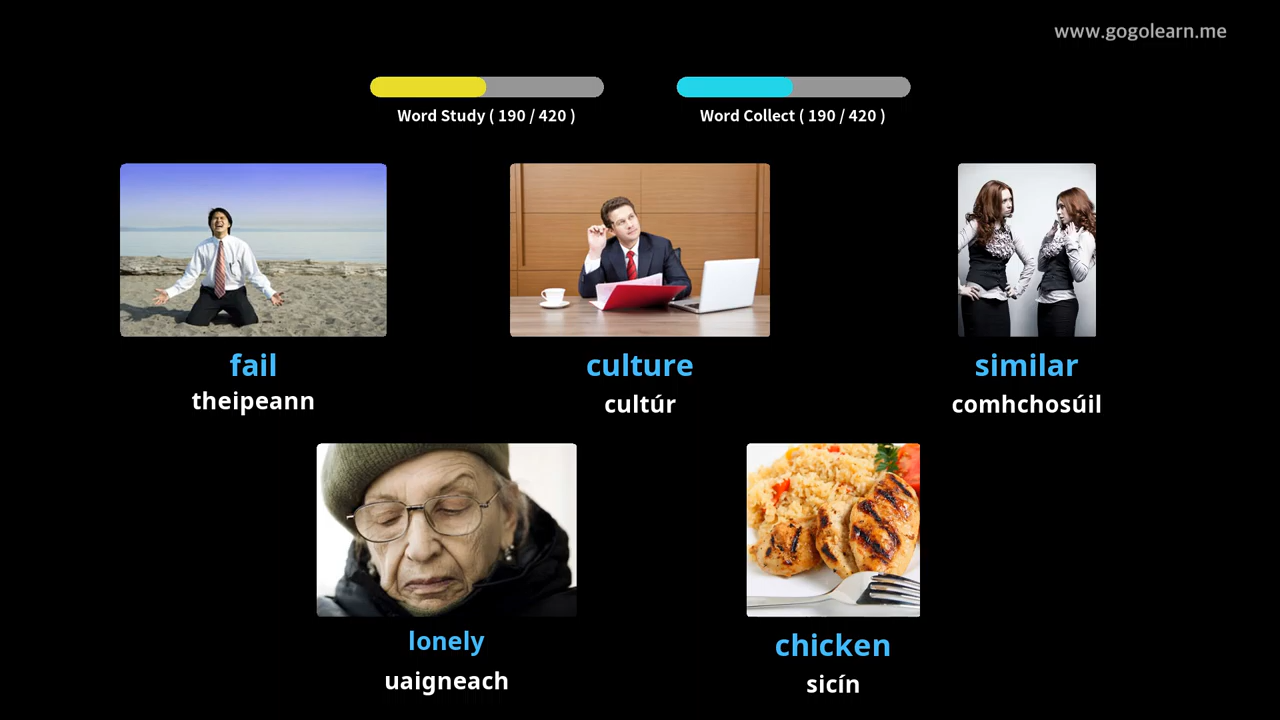 www.gogolearn.me
Word Study ( 190 / 420 )
Word Collect ( 190 / 420 )
fail
theipeann
culture
cultúr
similar
comhchosúil
lonely
uaigneach
chicken
sicín